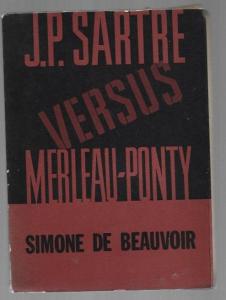 J.P. SARTRE
VERSUS
MERLEAU-PONTY
SIMONE DE BEAUVOIR